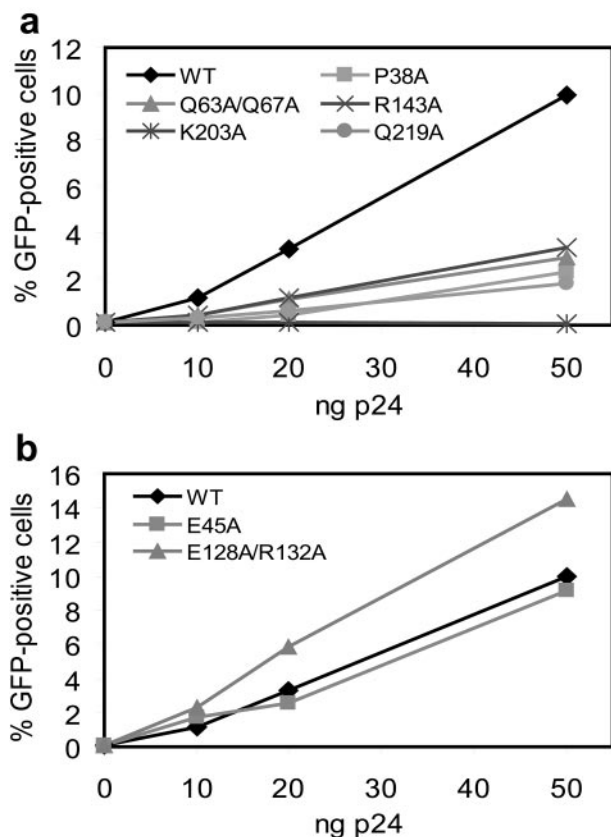 a
12
10
8
6
4
2
0
% GFP-positive cells
WT
P38A
Q63A/Q67A
R143A
K203A
Q219A
0 10 20 30 40 50
ng p24
b
16
14
12
10
8
6
4
2
0
% GFP-positive cells
WT
E45A
E128A/R132A
0 10 20 30 40 50
ng p24